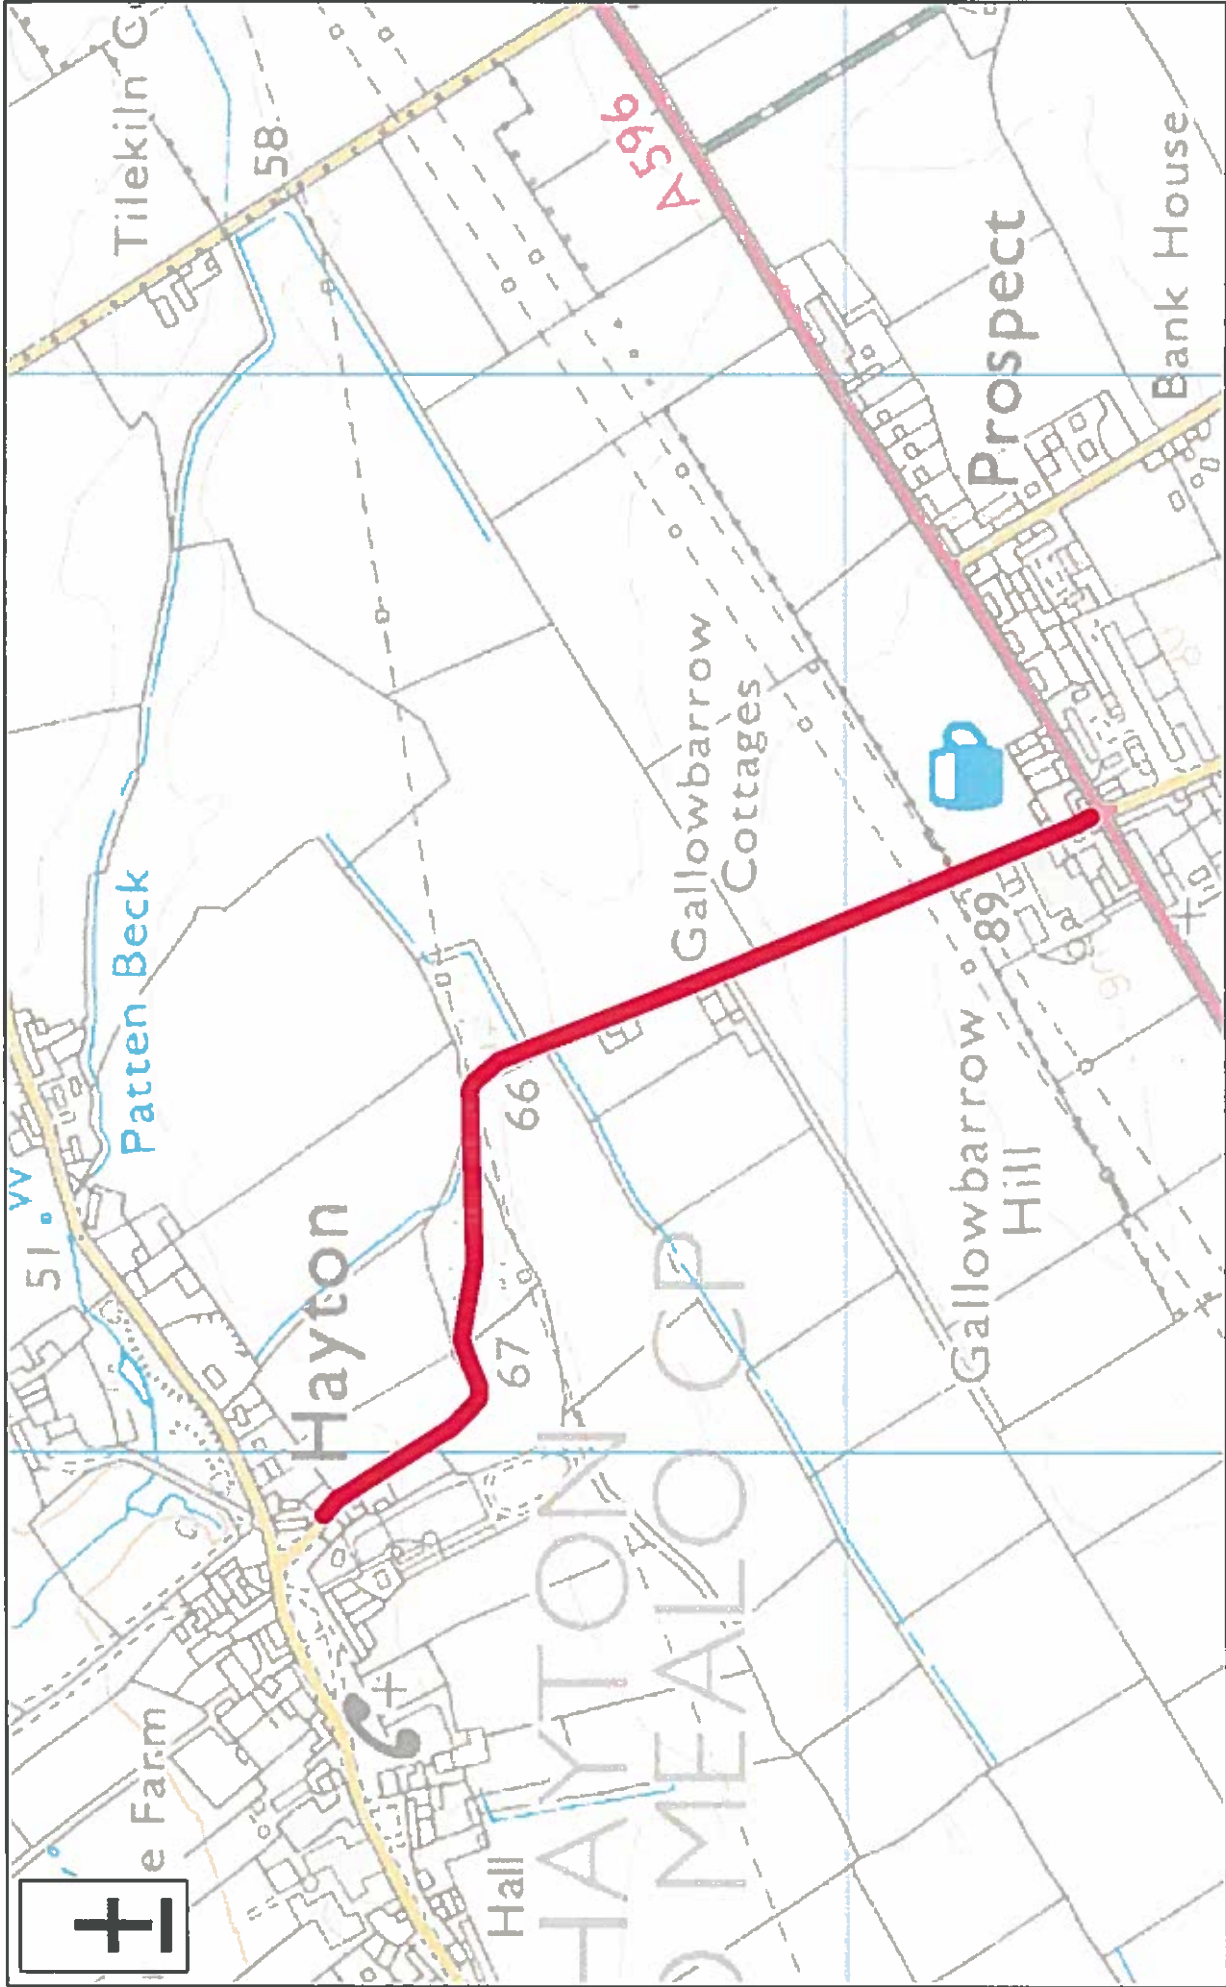 Tilekiln C
58
A 596
Prospect
Bank House
Patten Beck
Gallowbarrow
Cottages
51
W
Hayton
66
67
89
Gallowbarrow
Hill
e Farm
Hall
HAYTON
MEALO CP